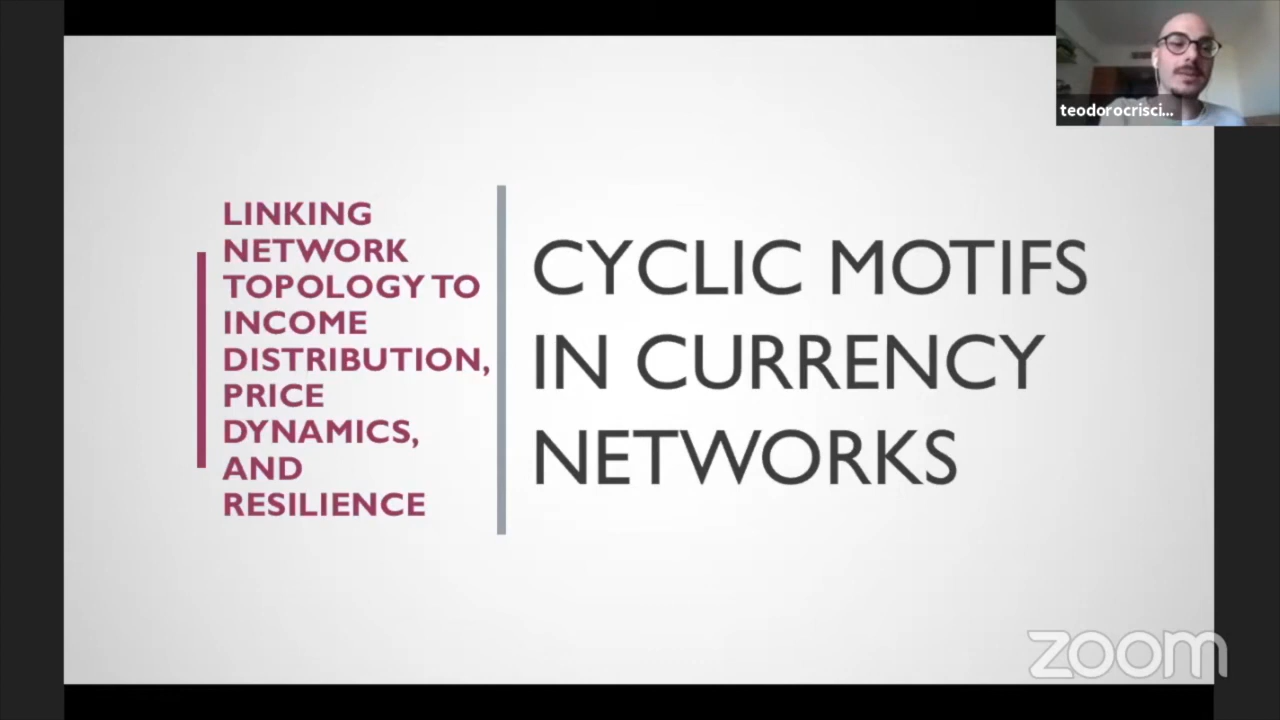 LINKING
NETWORK
TOPOLOGY TO
INCOME
DISTRIBUTION,
PRICE
DYNAMICS,
AND
RESILIENCE
CYCLIC MOTIFS
IN CURRENCY
NETWORKS
teodorocrisci...
zoom